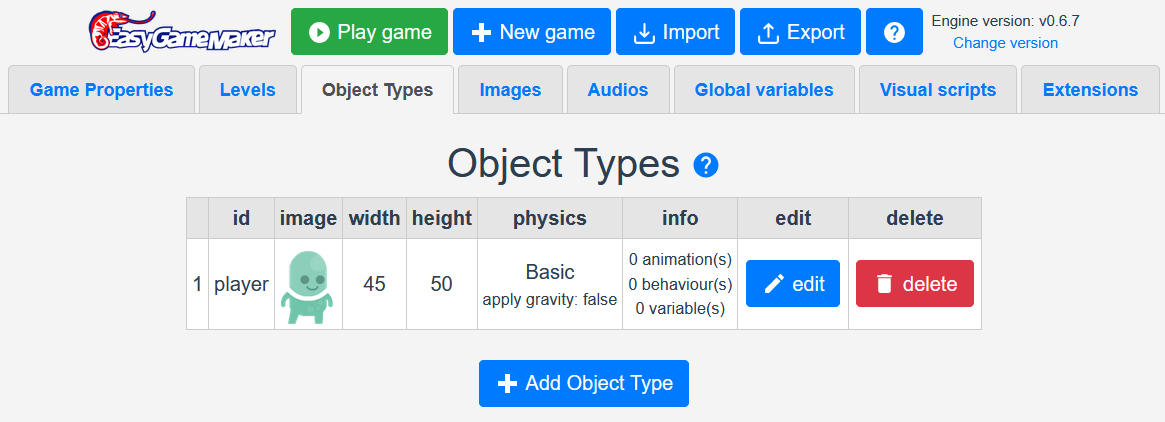 EasyGameMaker
Play game
New game
Import
Export
Engine version: v0.6.7
Change version
Game Properties
Levels
Object Types
Images
Audios
Global variables
Visual scripts
Extensions
Object Types
id image width height physics info edit delete
1 player 45 50 Basic
apply gravity: false
0 animation(s)
0 behaviour(s)
0 variable(s)
edit
delete
Add Object Type